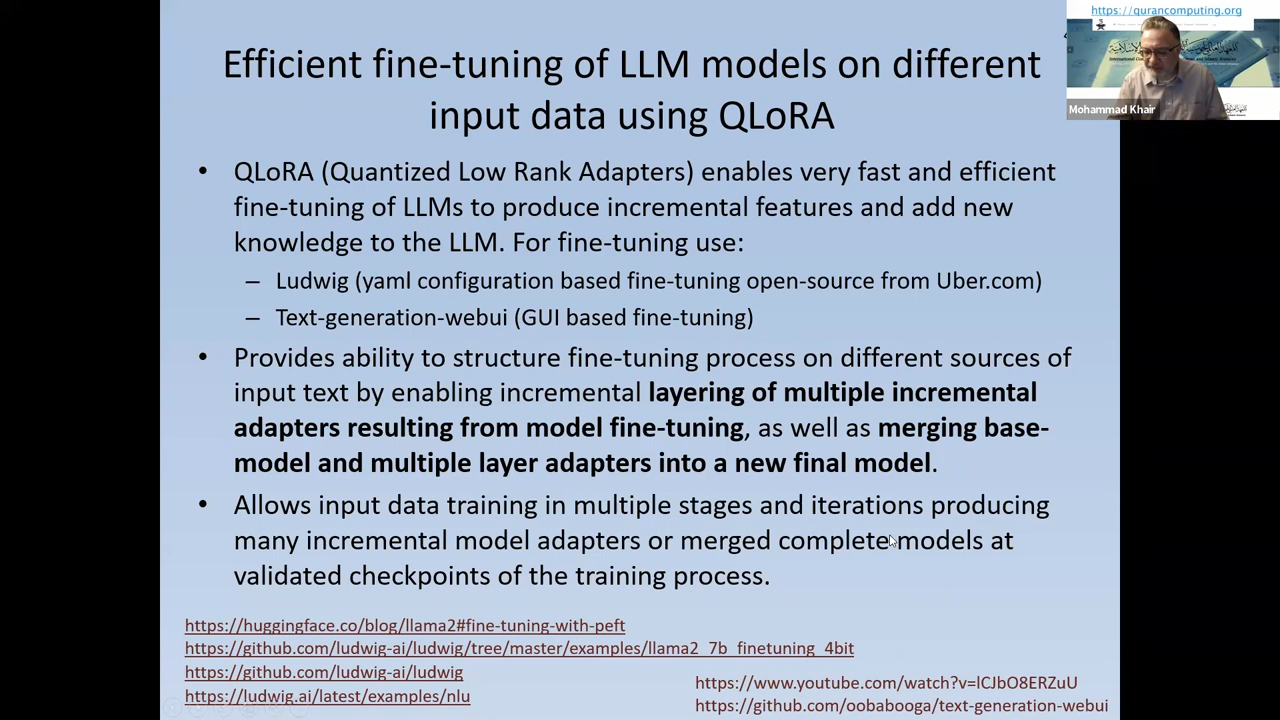 Efficient fine-tuning of LLM models on different
input data using QLoRA
• QLoRA (Quantized Low Rank Adapters) enables very fast and efficient
fine-tuning of LLMs to produce incremental features and add new
knowledge to the LLM. For fine-tuning use:
– Ludwig (yaml configuration based fine-tuning open-source from Uber.com)
– Text-generation-webui (GUI based fine-tuning)
• Provides ability to structure fine-tuning process on different sources of
input text by enabling incremental layering of multiple incremental
adapters resulting from model fine-tuning, as well as merging base-
model and multiple layer adapters into a new final model.
• Allows input data training in multiple stages and iterations producing
many incremental model adapters or merged complete models at
validated checkpoints of the training process.
https://huggingface.co/blog/llama2#fine-tuning-with-peft
https://github.com/ludwig-ai/ludwig/tree/master/examples/llama2_7b_finetuning_4bit
https://github.com/ludwig-ai/ludwig
https://ludwig.ai/latest/examples/nlu
https://www.youtube.com/watch?v=lCJbO8ERZuU
https://github.com/oobabooga/text-generation-webui
https://qurancomputing.org
Mohammad Khair